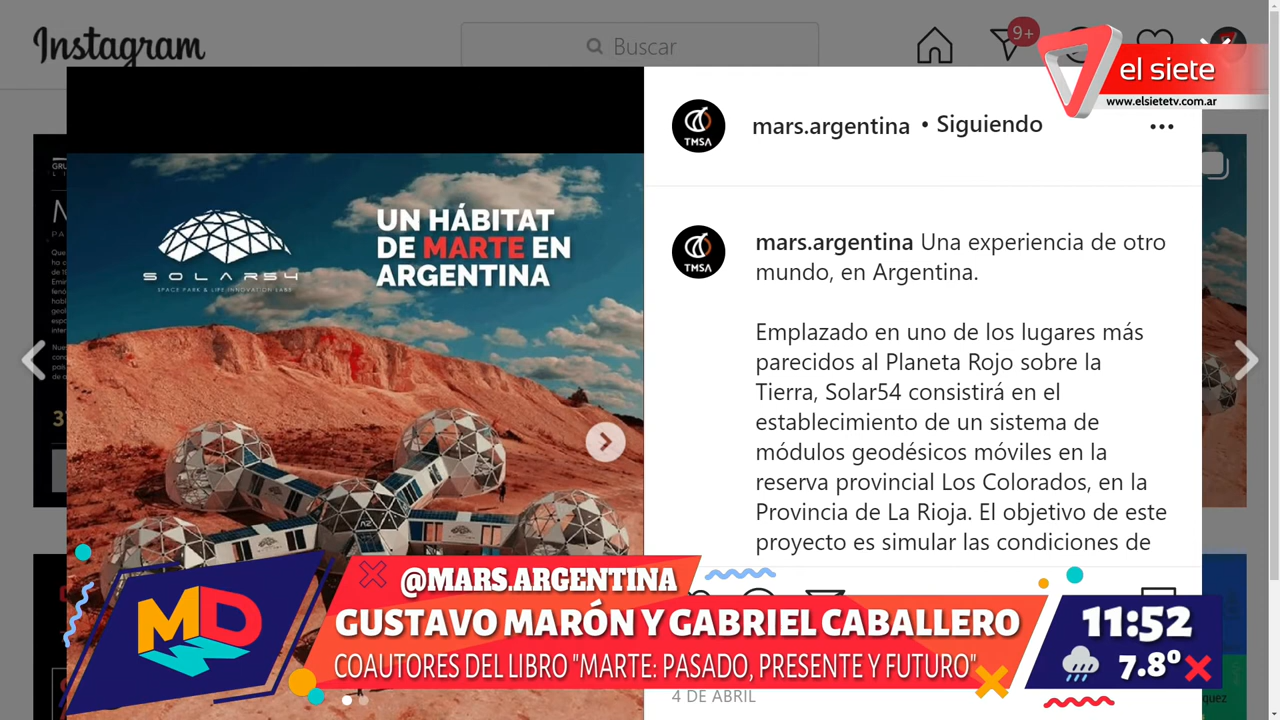 Instagram
Buscar
9+
el siete
www.elsietetv.com.ar
mars.argentina • Siguiendo
TMSA
SOLAR54
SPACE PARK & LIFE INNOVATION LABS
UN HÁBITAT
DE MARTE EN
ARGENTINA
TMSA
mars.argentina Una experiencia de otro
mundo, en Argentina.
Emplazado en uno de los lugares más
parecidos al Planeta Rojo sobre la
Tierra, Solar54 consistirá en el
establecimiento de un sistema de
módulos geodésicos móviles en la
reserva provincial Los Colorados, en la
Provincia de La Rioja. El objetivo de este
proyecto es simular las condiciones de
MD
@MARS.ARGENTINA
GUSTAVO MARÓN Y GABRIEL CABALLERO
COAUTORES DEL LIBRO "MARTE: PASADO, PRESENTE Y FUTURO"
11:52
7.8º
4 DE ABRIL